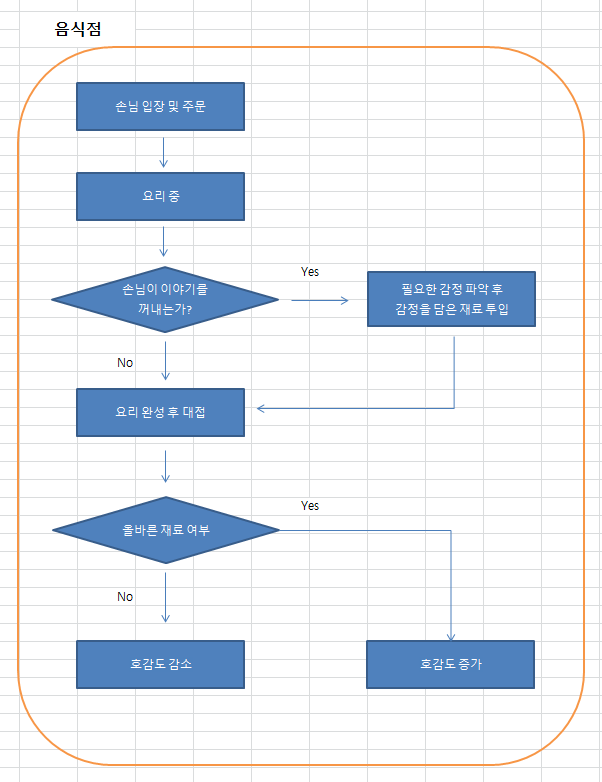 음식점
손님 입장 및 주문
요리 중
손님이 이야기를
꺼내는가?
Yes
필요한 감정 파악 후
감정을 담은 재료 투입
No
요리 완성 후 대접
올바른 재료 여부
Yes
No
호감도 감소
호감도 증가